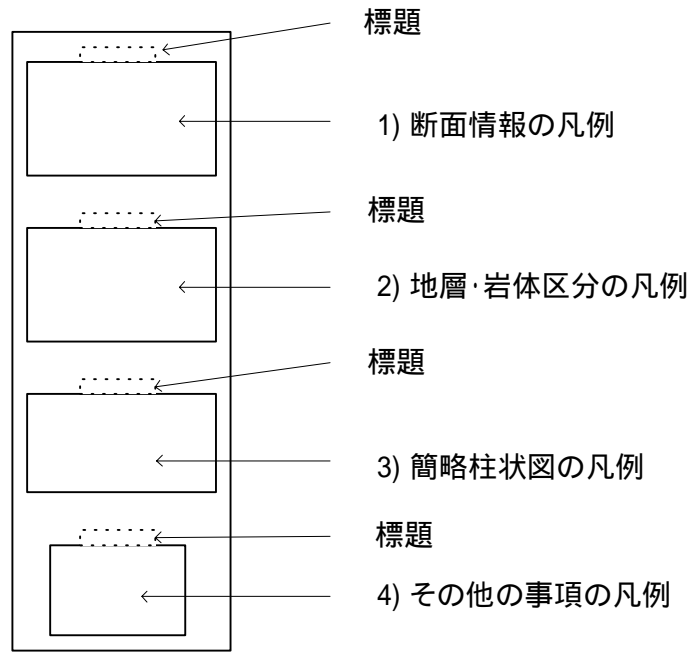 標題
1) 断面情報の凡例
標題
2) 地層・岩体区分の凡例
標題
3) 簡略柱状図の凡例
標題
4) その他の事項の凡例